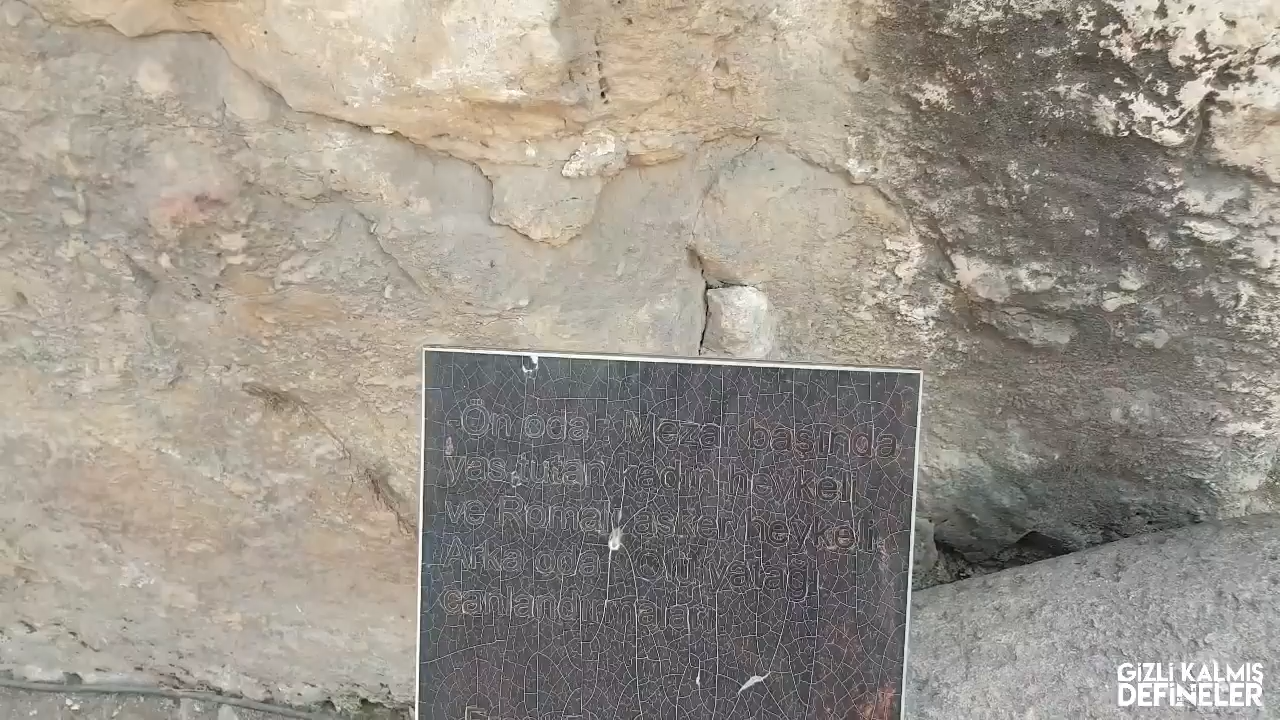 -Ön oda : Mezar başında
yas tutan kadın heykeli -
ve Romalı asker heykeli.
Arka oda : Ölü yatağı
canlandırmaları
GİZLİ KALMIŞ
DEFİNELER